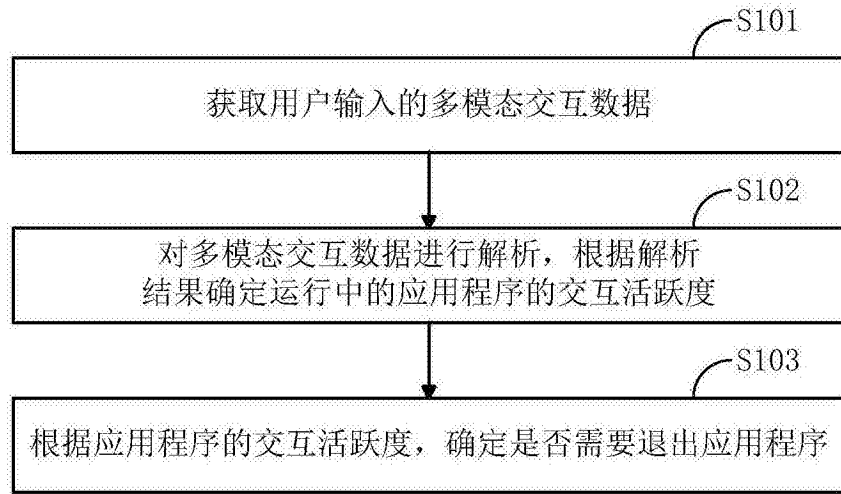 S101
获取用户输入的多模态交互数据
S102
对多模态交互数据进行解析，根据解析
结果确定运行中的应用程序的交互活跃度
S103
根据应用程序的交互活跃度，确定是否需要退出应用程序